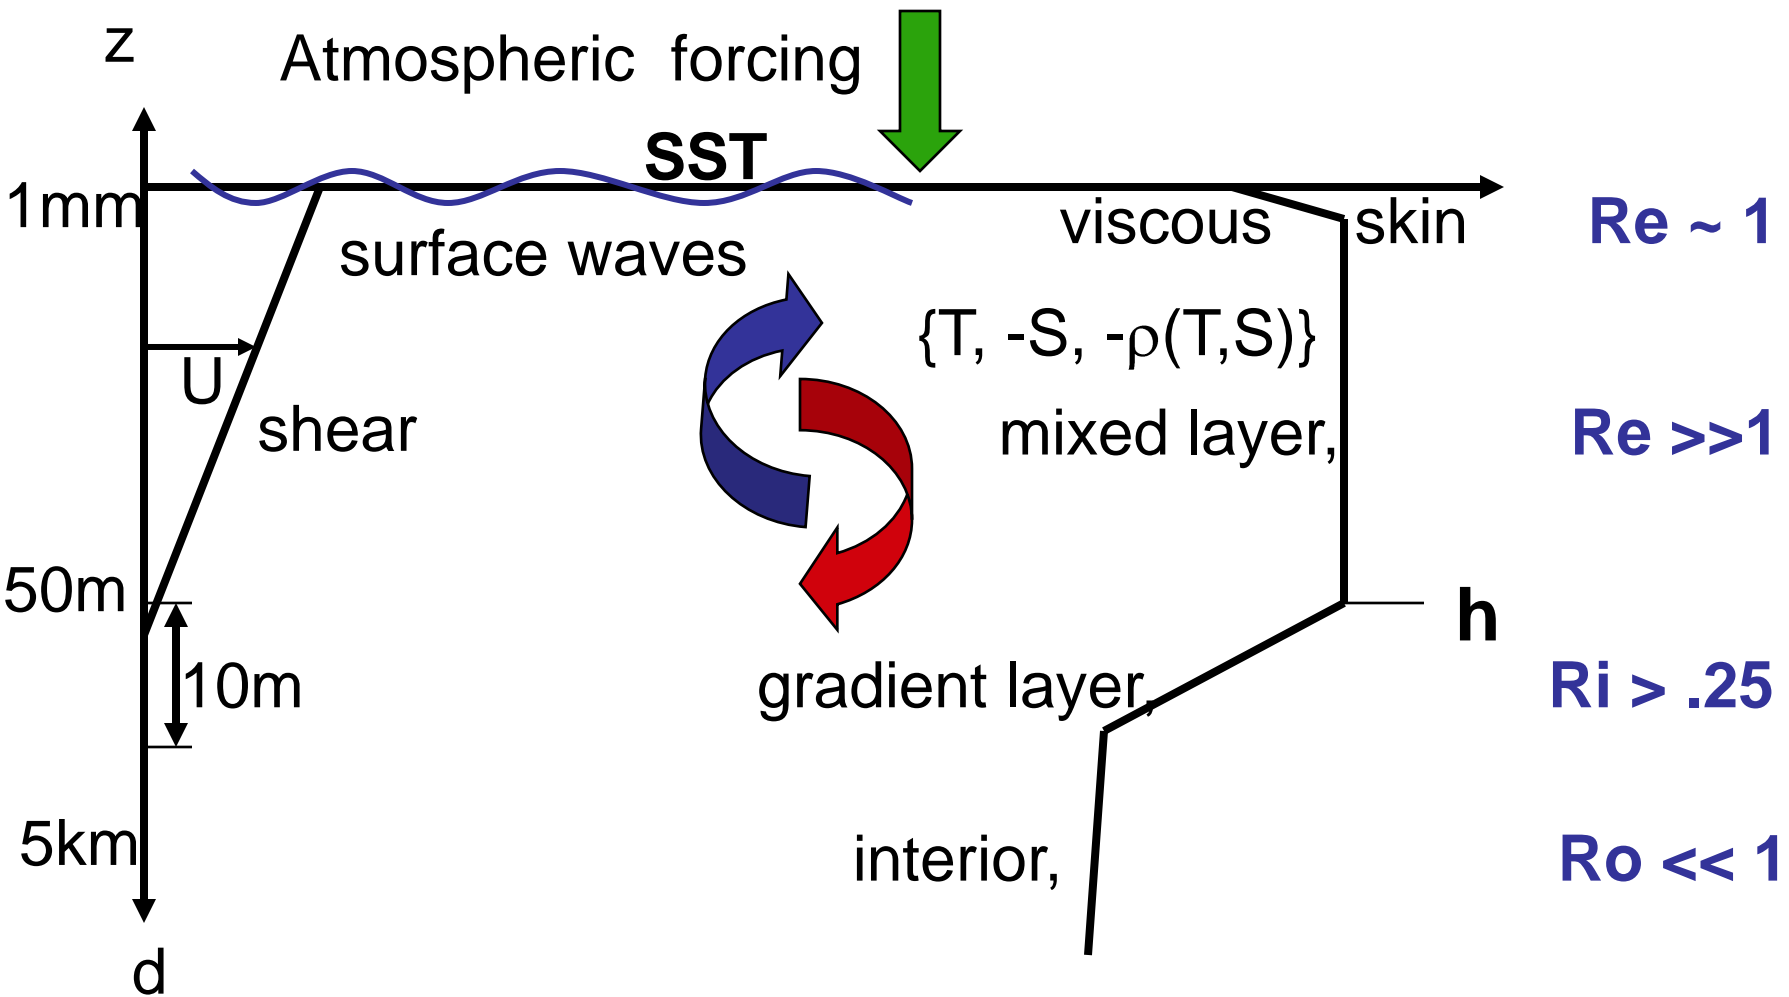 z
Atmospheric forcing
SST
1mm
viscous skin
Re ~ 1
surface waves
{T, -S, -ρ(T,S)}
U
shear
mixed layer,
Re >>1
50m
h
10m
gradient layer,
Ri > .25
5km
interior,
Ro << 1
d